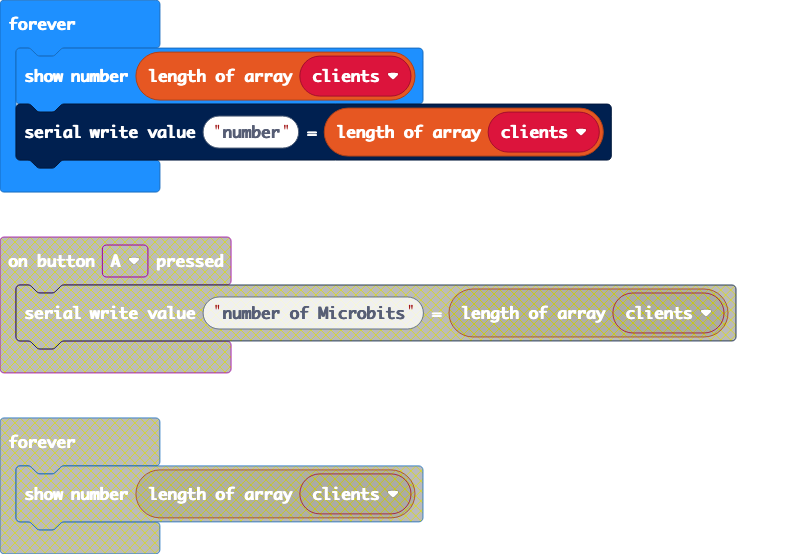 forever
show number length of array clients
serial write value "number" = length of array clients
on button A pressed
serial write value "number of Microbits" = length of array clients
forever
show number length of array clients